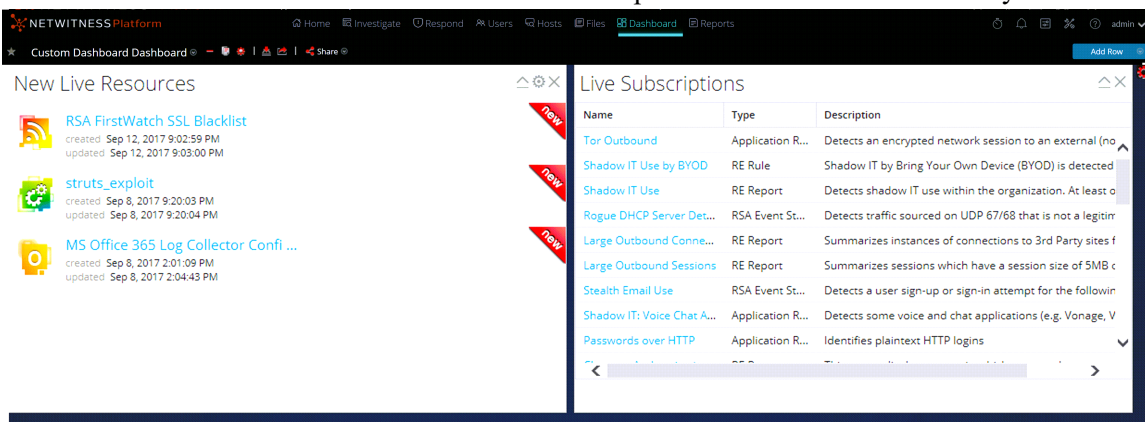 NETWITNESS Platform
Home Investigate Respond Users Hosts Files Dashboard Reports
admin
Custom Dashboard Dashboard
Share
Add Row
New Live Resources
RSA FirstWatch SSL Blacklist
created Sep 12, 2017 9:02:59 PM
updated Sep 12, 2017 9:03:00 PM
new
struts_exploit
created Sep 8, 2017 9:20:03 PM
updated Sep 8, 2017 9:20:04 PM
new
MS Office 365 Log Collector Confi ...
created Sep 8, 2017 2:01:09 PM
updated Sep 8, 2017 2:04:43 PM
new
Live Subscriptions
Name Type Description
Tor Outbound Application R... Detects an encrypted network session to an external (no
Shadow IT Use by BYOD RE Rule Shadow IT by Bring Your Own Device (BYOD) is detected
Shadow IT Use RE Report Detects shadow IT use within the organization. At least o
Rogue DHCP Server Det... RSA Event St... Detects traffic sourced on UDP 67/68 that is not a legitim
Large Outbound Conne... RE Report Summarizes instances of connections to 3rd Party sites f
Large Outbound Sessions RE Report Summarizes sessions which have a session size of 5MB
Stealth Email Use RSA Event St... Detects a user sign-up or sign-in attempt for the followin
Shadow IT: Voice Chat A... Application R... Detects some voice and chat applications (e.g. Vonage, V
Passwords over HTTP Application R... Identifies plaintext HTTP logins